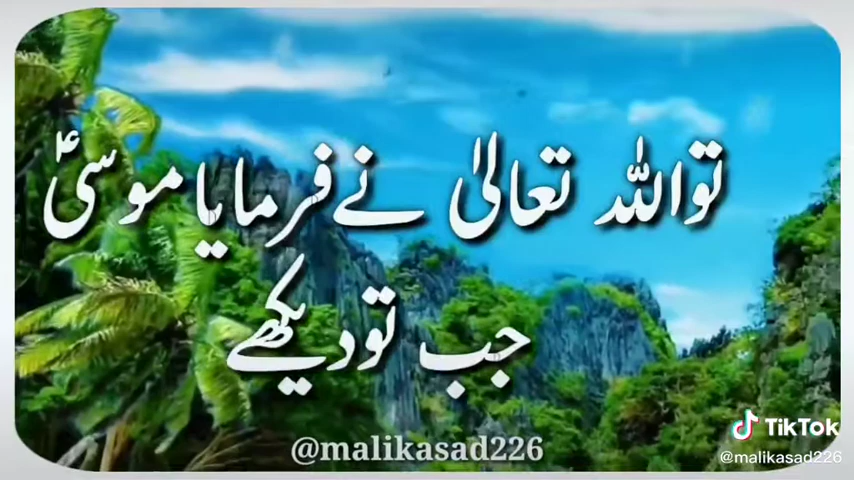 تو اللہ تعالیٰ نے فرمایا موسیٰؑ
جب تو دیکھے
@malikasad226
TikTok
@malikasad226